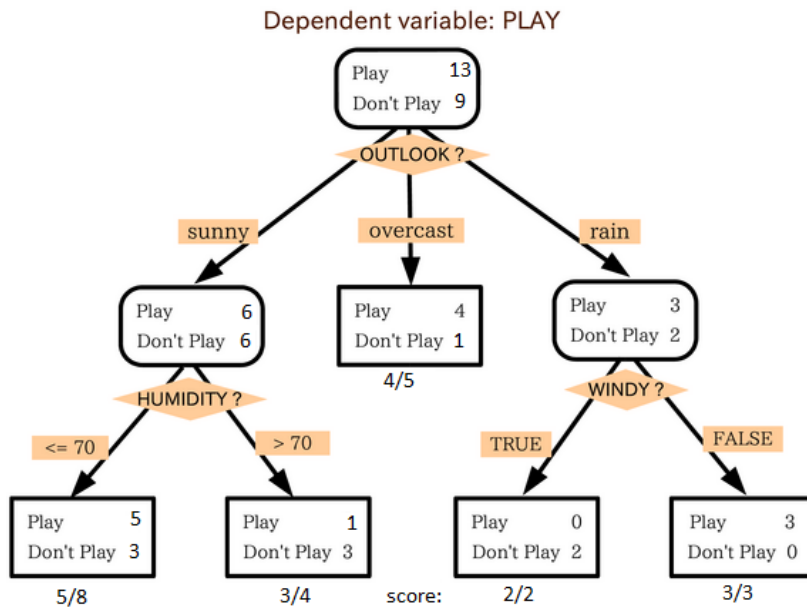 Dependent variable: PLAY
Play 13
Don't Play 9
OUTLOOK ?
sunny
overcast
rain
Play 6
Don't Play 6
Play 4
Don't Play 1
Play 3
Don't Play 2
4/5
HUMIDITY ?
WINDY ?
<= 70
> 70
TRUE
FALSE
Play 5
Don't Play 3
Play 1
Don't Play 3
Play 0
Don't Play 2
Play 3
Don't Play 0
5/8
3/4
score:
2/2
3/3